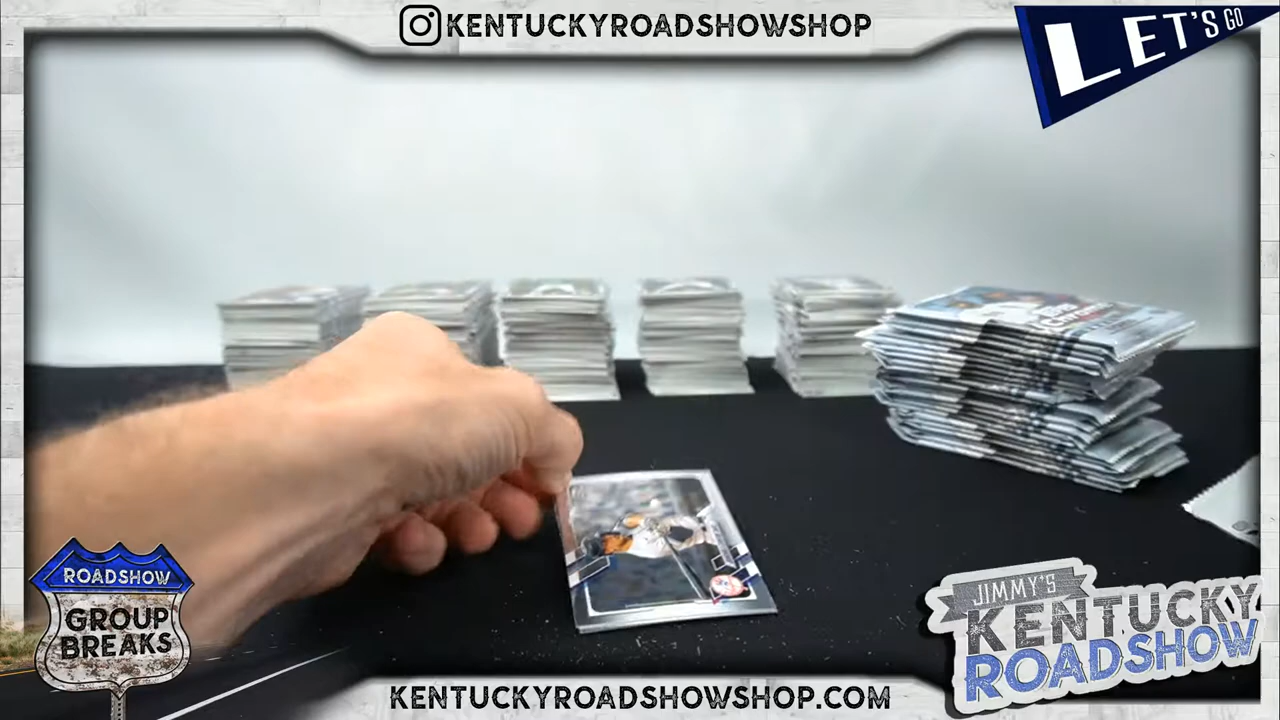 KENTUCKYROADSHOWSHOP
LET'S GO
ROADSHOW
GROUP
BREAKS
JIMMY'S
KENTUCKY
ROADSHOW
KENTUCKYROADSHOWSHOP.COM